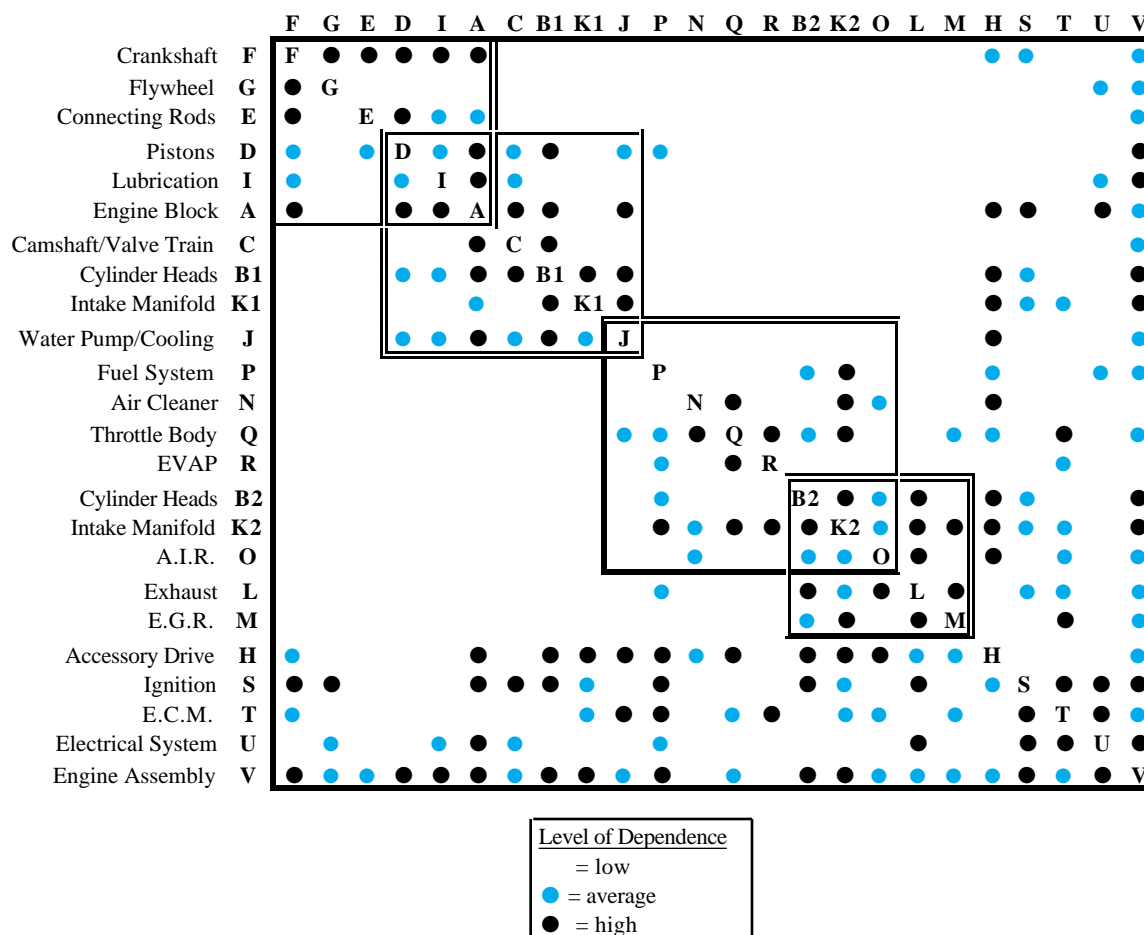 F G E D I A C B1 K1 J P N Q R B2 K2 O L M H S T U V
Crankshaft F F
Flywheel G G
Connecting Rods E E
Pistons D D
Lubrication I I
Engine Block A A
Camshaft/Valve Train C C
Cylinder Heads B1 B1
Intake Manifold K1 K1
Water Pump/Cooling J J
Fuel System P P
Air Cleaner N N
Throttle Body Q Q
EVAP R R
Cylinder Heads B2 B2
Intake Manifold K2 K2
A.I.R. O O
Exhaust L L
E.G.R. M M
Accessory Drive H H
Ignition S S
E.C.M. T T
Electrical System U U
Engine Assembly V V
Level of Dependence
= low
= average
= high